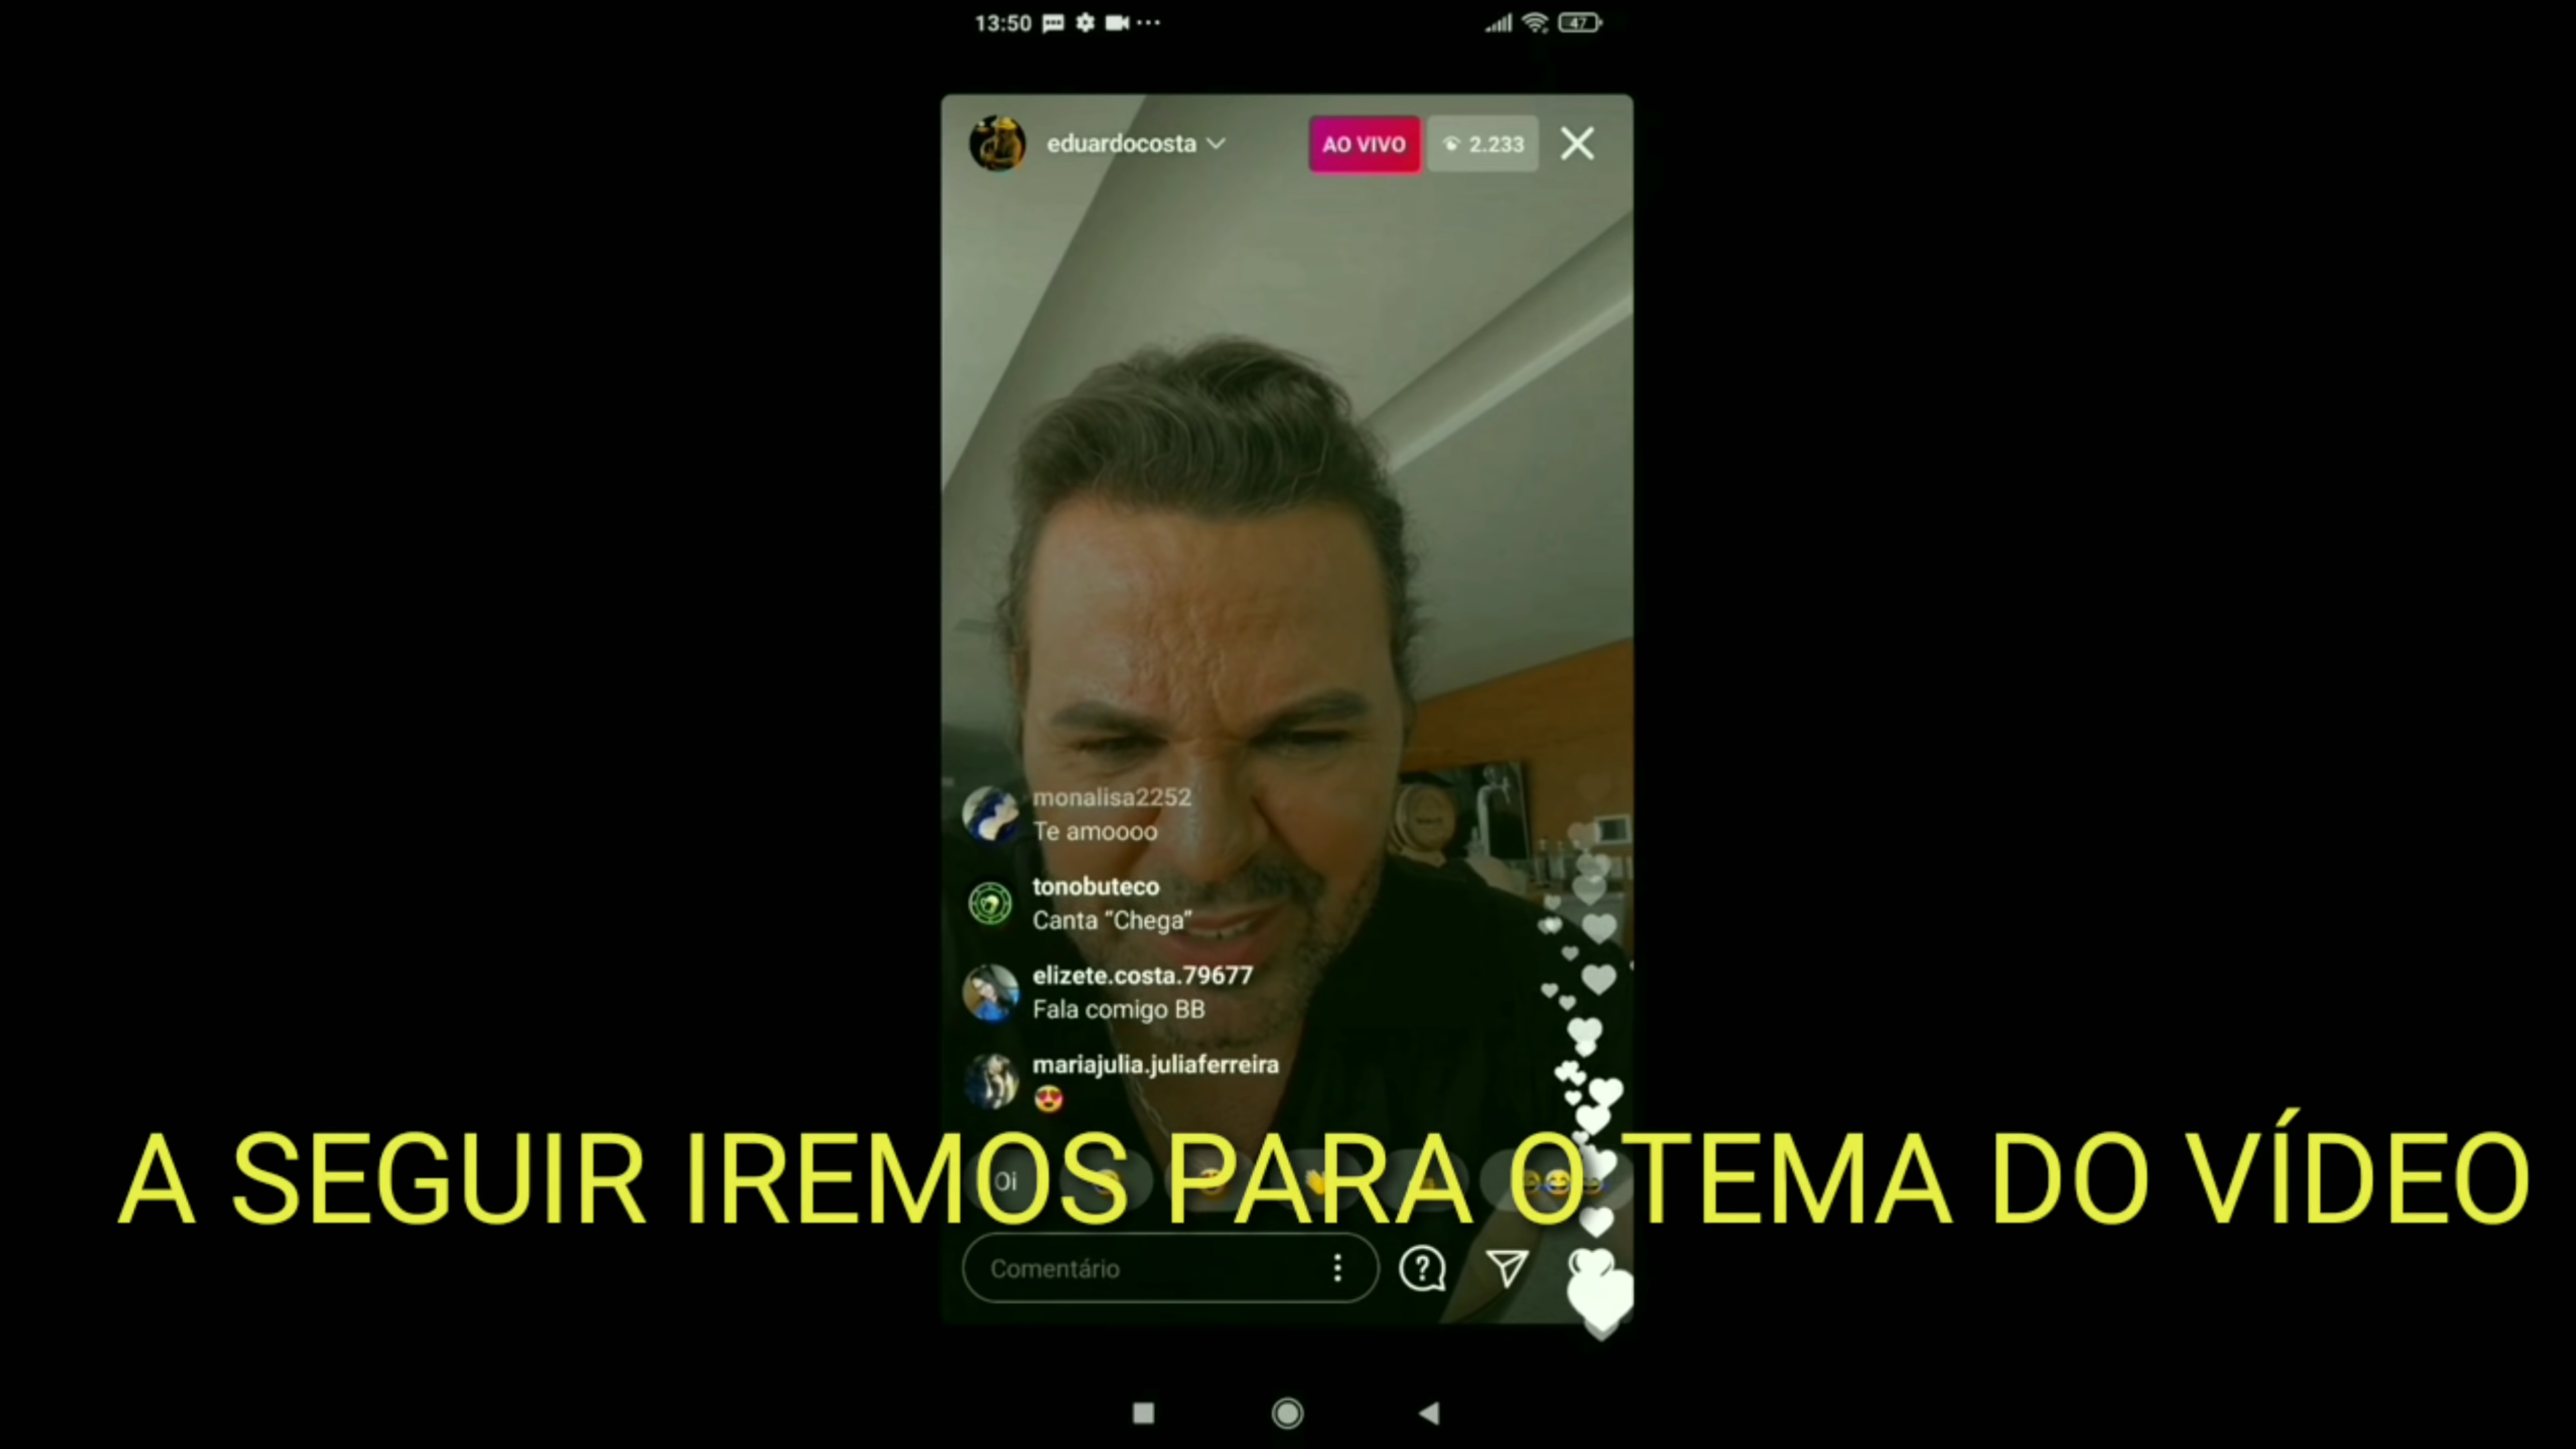 13:50
47
eduardocosta
AO VIVO
2.233
monalisa2252
Te amoooo
tonobuteco
Canta “Chega”
elizete.costa.79677
Fala comigo BB
mariajulia.juliaferreira
😍
A SEGUIR IREMOS PARA O TEMA DO VÍDEO
Oi
Comentário